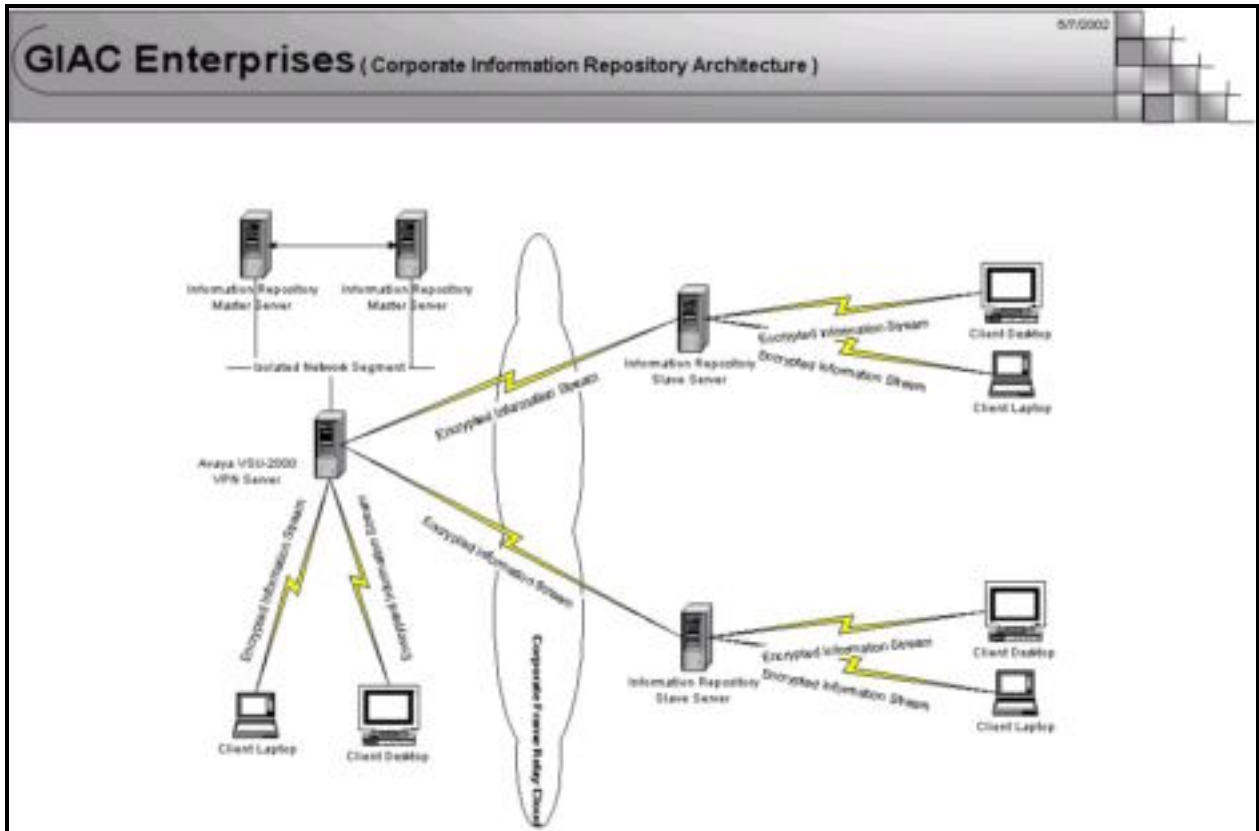 5/7/2002
GIAC Enterprises ( Corporate Information Repository Architecture )
Information Repository
Master Server
Information Repository
Master Server
Isolated Network Segment
Avaya VSU-2000
VPN Server
Encrypted Information Stream
Encrypted Information Stream
Client Laptop
Client Desktop
Encrypted Information Stream
Encrypted Information Stream
Corporate Frame Relay Cloud
Information Repository
Slave Server
Encrypted Information Stream
Encrypted Information Stream
Client Desktop
Client Laptop
Information Repository
Slave Server
Encrypted Information Stream
Encrypted Information Stream
Client Desktop
Client Laptop